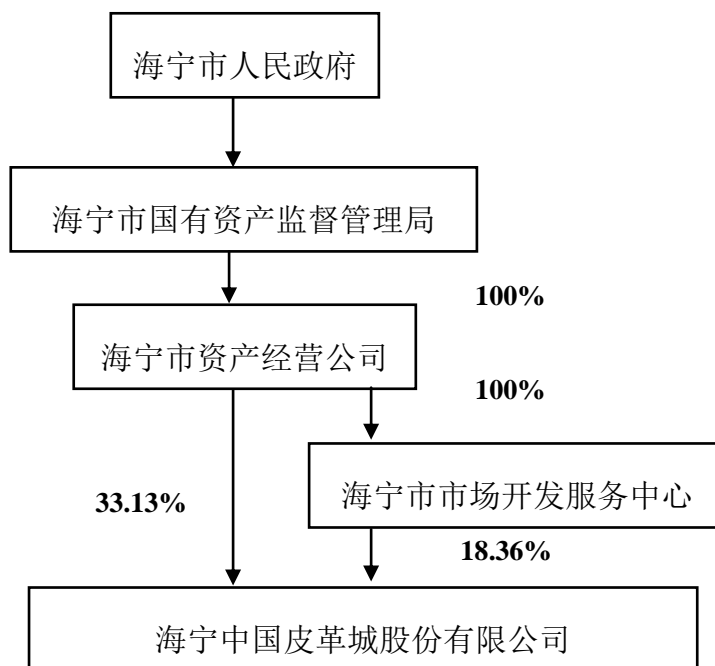 海宁市人民政府
海宁市国有资产监督管理局
100%
海宁市资产经营公司
100%
33.13%
海宁市市场开发服务中心
18.36%
海宁中国皮革城股份有限公司